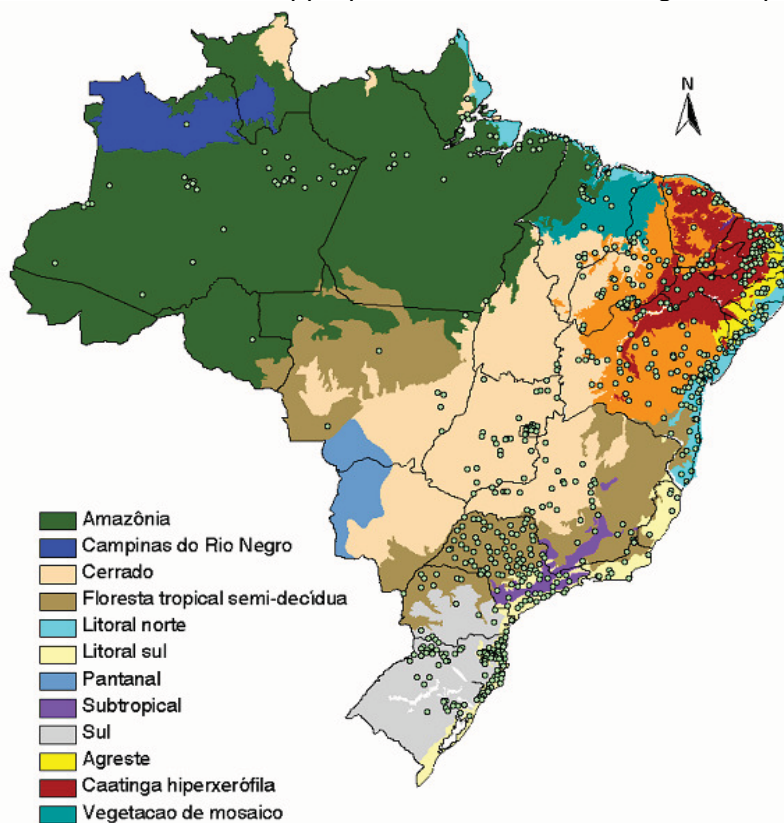 N
Amazônia
Campinas do Rio Negro
Cerrado
Floresta tropical semi-decídua
Litoral norte
Litoral sul
Pantanal
Subtropical
Sul
Agreste
Caatinga hiperxerófila
Vegetacao de mosaico